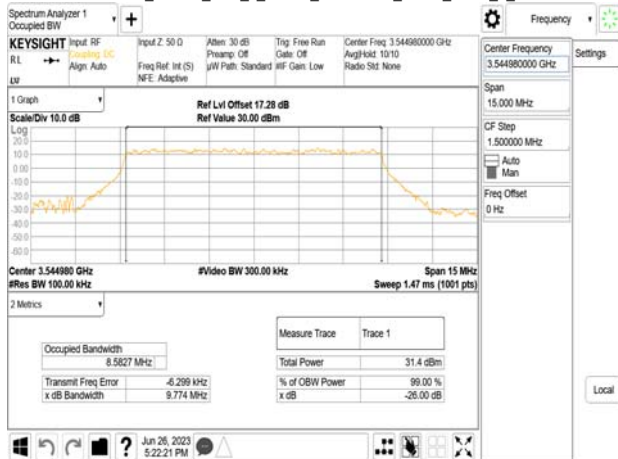 Spectrum Analyzer 1
Occupied BW
+
Frequency
KEYSIGHT
Input: RF
Coupling: DC
Align: Auto
RL
LW
Input Z: 50 Ω
Freq Ref: Int (S)
NFE: Adaptive
Atten: 30 dB
Preamp: Off
µW Path: Standard
Trig: Free Run
Gate: Off
#IF Gain: Low
Center Freq: 3.544980000 GHz
Avg|Hold: 10/10
Radio Std: None
Center Frequency
3.544980000 GHz
Settings
Span
15.000 MHz
CF Step
1.500000 MHz
Auto
Man
Freq Offset
0 Hz
Local
1 Graph
Scale/Div 10.0 dB
Ref Lvl Offset 17.28 dB
Ref Value 30.00 dBm
Log
20.0
10.0
0.00
-10.0
-20.0
-30.0
-40.0
-50.0
-60.0
Center 3.544980 GHz
#Res BW 100.00 kHz
#Video BW 300.00 kHz
Span 15 MHz
Sweep 1.47 ms (1001 pts)
2 Metrics
Measure Trace Trace 1
Occupied Bandwidth
8.5827 MHz
Total Power 31.4 dBm
Transmit Freq Error -6.299 kHz
% of OBW Power 99.00 %
x dB Bandwidth 9.774 MHz
x dB -26.00 dB
?
Jun 26, 2023
5:22:21 PM